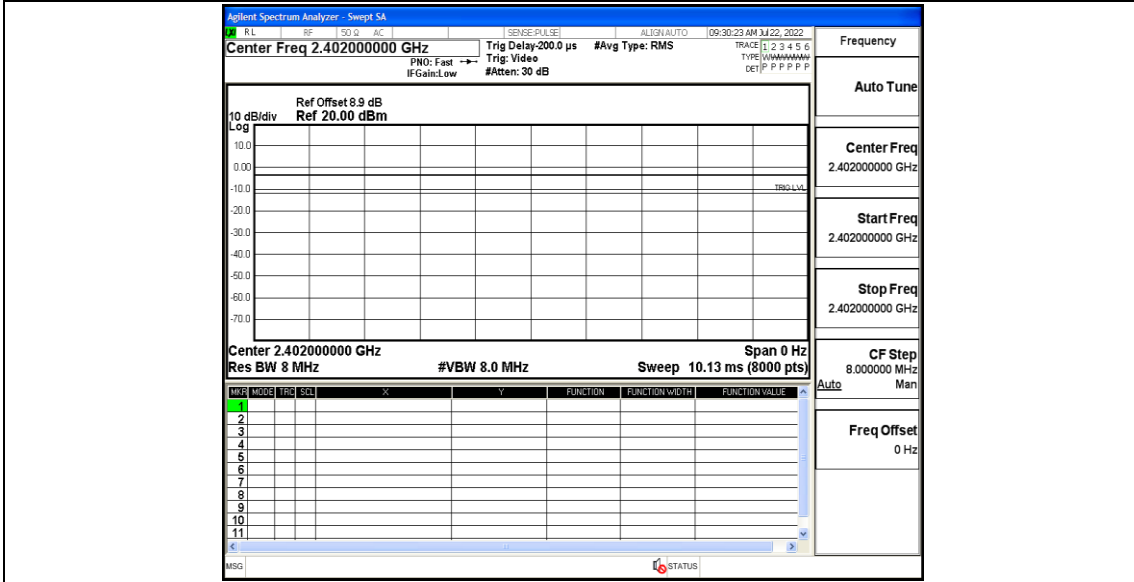 Agilent Spectrum Analyzer - Swept SA
RL RF 50 Ω AC SENSE:PULSE ALIGN AUTO 09:30:23 AM Jul 22, 2022
Center Freq 2.402000000 GHz
Trig Delay-200.0 µs #Avg Type: RMS
PNO: Fast Trig: Video
IFGain:Low #Atten: 30 dB
TRACE 1 2 3 4 5 6
TYPE WWWWWW
DET P P P P P P
Ref Offset 8.9 dB
10 dB/div Ref 20.00 dBm
Log
10.0
0.00
-10.0
TRIG LVL
-20.0
-30.0
-40.0
-50.0
-60.0
-70.0
Center 2.402000000 GHz Span 0 Hz
Res BW 8 MHz #VBW 8.0 MHz Sweep 10.13 ms (8000 pts)
MKR MODE TRC SCL X Y FUNCTION FUNCTION WIDTH FUNCTION VALUE
1
2
3
4
5
6
7
8
9
10
11
MSG STATUS
Frequency
Auto Tune
Center Freq
2.402000000 GHz
Start Freq
2.402000000 GHz
Stop Freq
2.402000000 GHz
CF Step
8.000000 MHz
Auto Man
Freq Offset
0 Hz